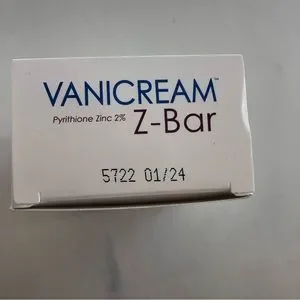 VANICREAM™
Pyrithione Zinc 2% Z-Bar
5722 01/24